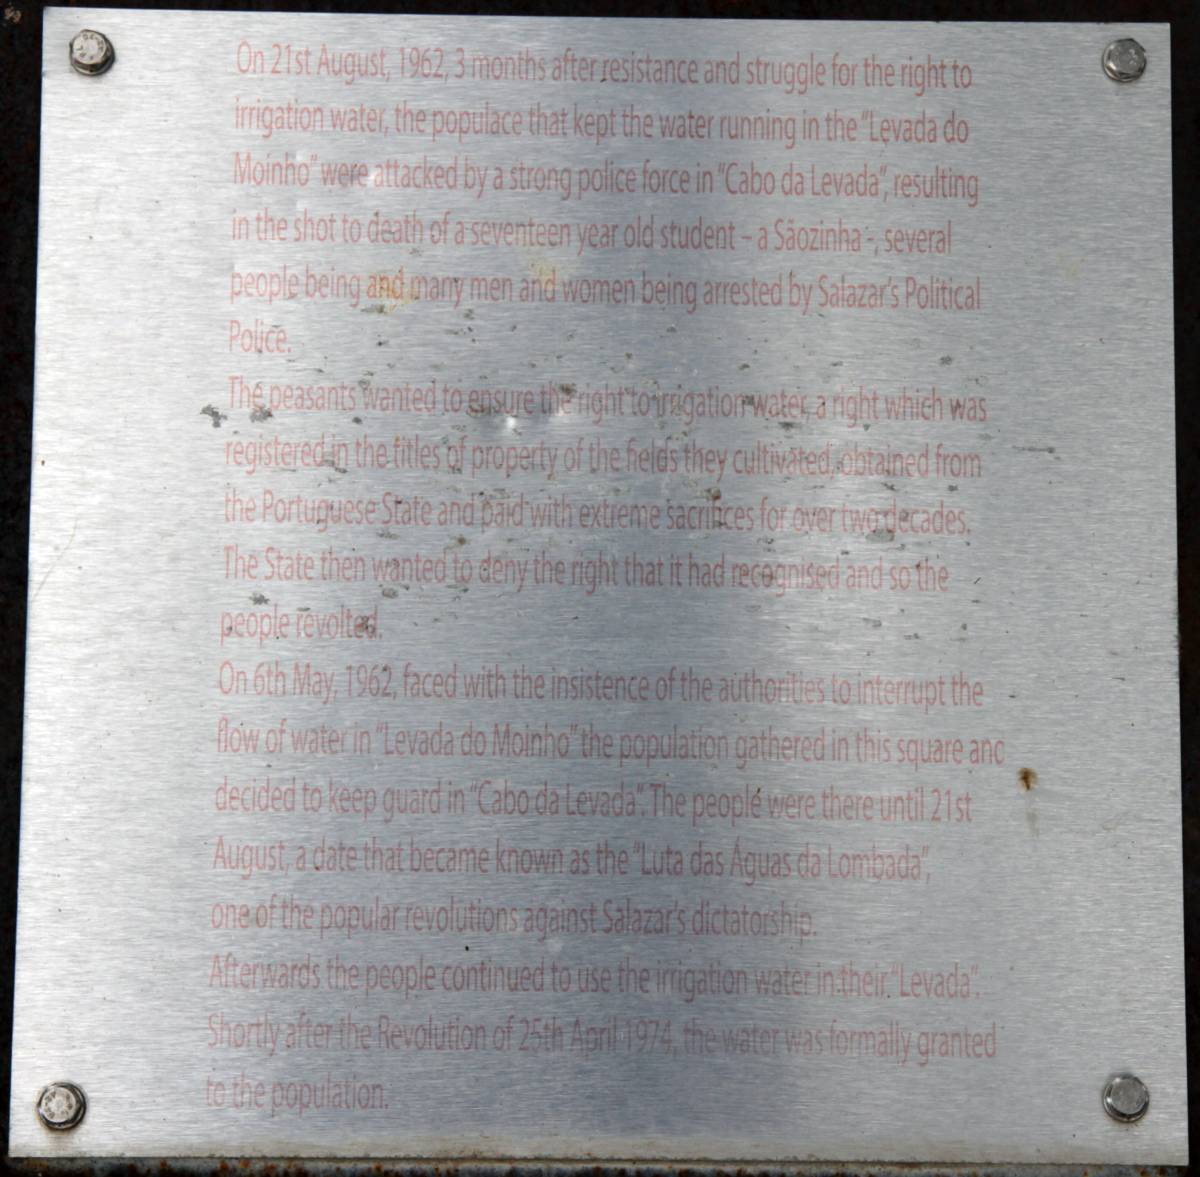 On 21st August, 1962, 3 months after resistance and struggle for the right to
irrigation water, the populace that kept the water running in the "Levada do
Moinho" were attacked by a strong police force in "Cabo da Levada", resulting
in the shot to death of a seventeen year old student – a Sãozinha -, several
people being and many men and women being arrested by Salazar's Political
Police.
The peasants wanted to ensure the right to irrigation water, a right which was
registered in the titles of property of the fields they cultivated, obtained from
the Portuguese State and paid with extreme sacrifices for over two decades.
The State then wanted to deny the right that it had recognised and so the
people revolted.
On 6th May, 1962, faced with the insistence of the authorities to interrupt the
flow of water in "Levada do Moinho" the population gathered in this square and
decided to keep guard in "Cabo da Levada". The people were there until 21st
August, a date that became known as the "Luta das Águas da Lombada",
one of the popular revolutions against Salazar's dictatorship.
Afterwards the people continued to use the irrigation water in their "Levada".
Shortly after the Revolution of 25th April 1974, the water was formally granted
to the population.